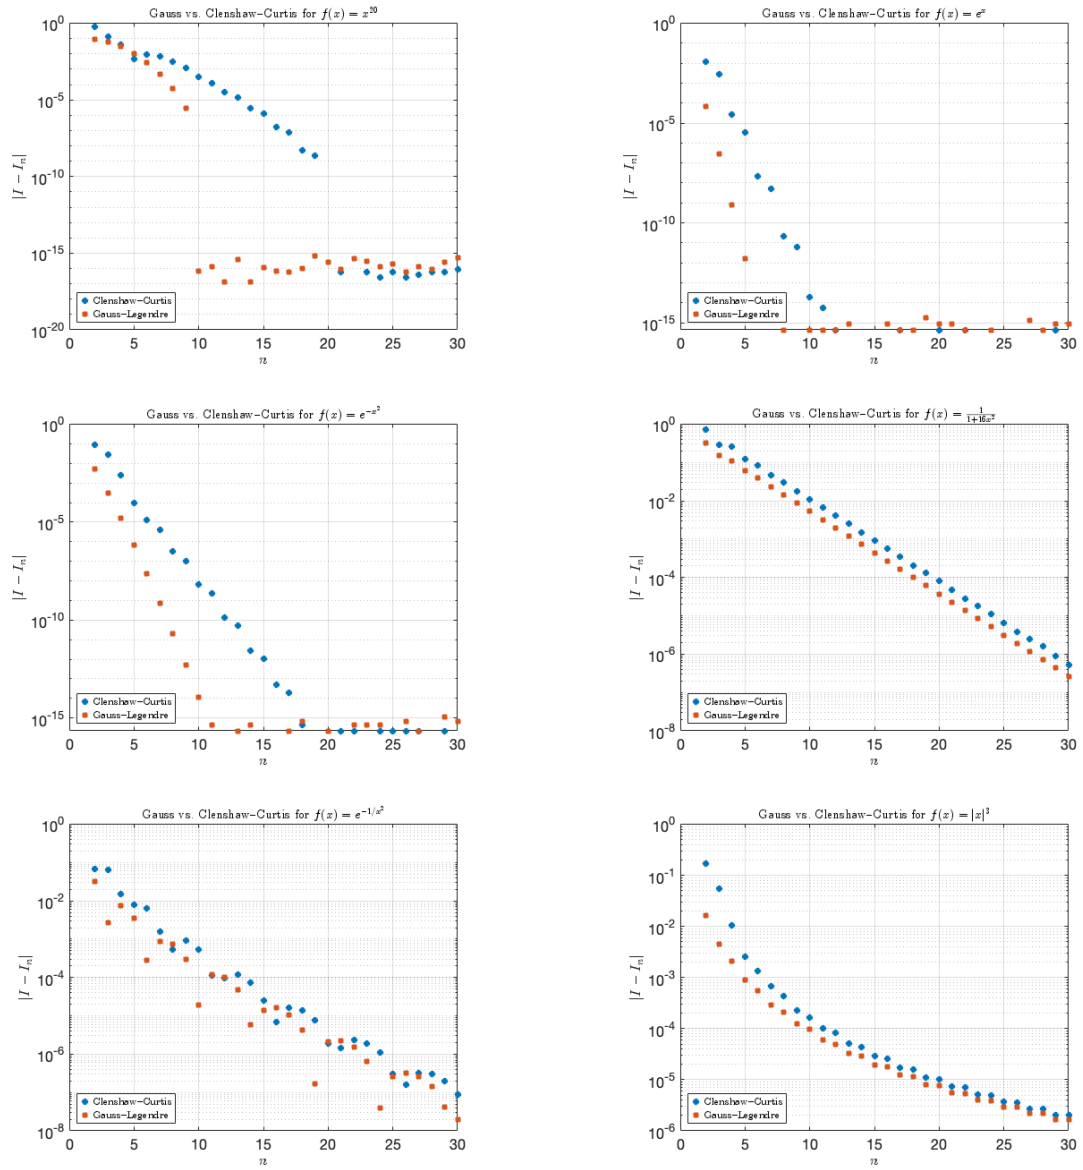 Gauss vs. Clenshaw–Curtis for f(x) = x^20
10^0
10^-5
10^-10
10^-15
10^-20
|I − I_n|
Clenshaw–Curtis
Gauss–Legendre
0 5 10 15 20 25 30
n
Gauss vs. Clenshaw–Curtis for f(x) = e^x
10^0
10^-5
10^-10
10^-15
|I − I_n|
Clenshaw–Curtis
Gauss–Legendre
0 5 10 15 20 25 30
n
Gauss vs. Clenshaw–Curtis for f(x) = e^{-x^2}
10^0
10^-5
10^-10
10^-15
|I − I_n|
Clenshaw–Curtis
Gauss–Legendre
0 5 10 15 20 25 30
n
Gauss vs. Clenshaw–Curtis for f(x) = 1/(1+16x^2)
10^0
10^-2
10^-4
10^-6
10^-8
|I − I_n|
Clenshaw–Curtis
Gauss–Legendre
0 5 10 15 20 25 30
n
Gauss vs. Clenshaw–Curtis for f(x) = e^{-1/x^2}
10^0
10^-2
10^-4
10^-6
10^-8
|I − I_n|
Clenshaw–Curtis
Gauss–Legendre
0 5 10 15 20 25 30
n
Gauss vs. Clenshaw–Curtis for f(x) = |x|^3
10^0
10^-1
10^-2
10^-3
10^-4
10^-5
10^-6
|I − I_n|
Clenshaw–Curtis
Gauss–Legendre
0 5 10 15 20 25 30
n